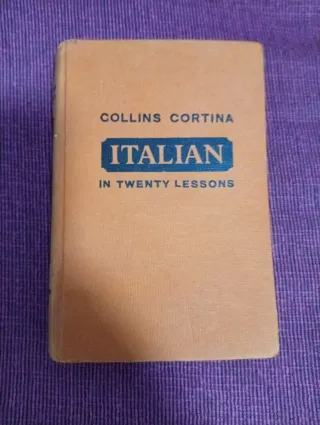 COLLINS CORTINA
ITALIAN
IN TWENTY LESSONS